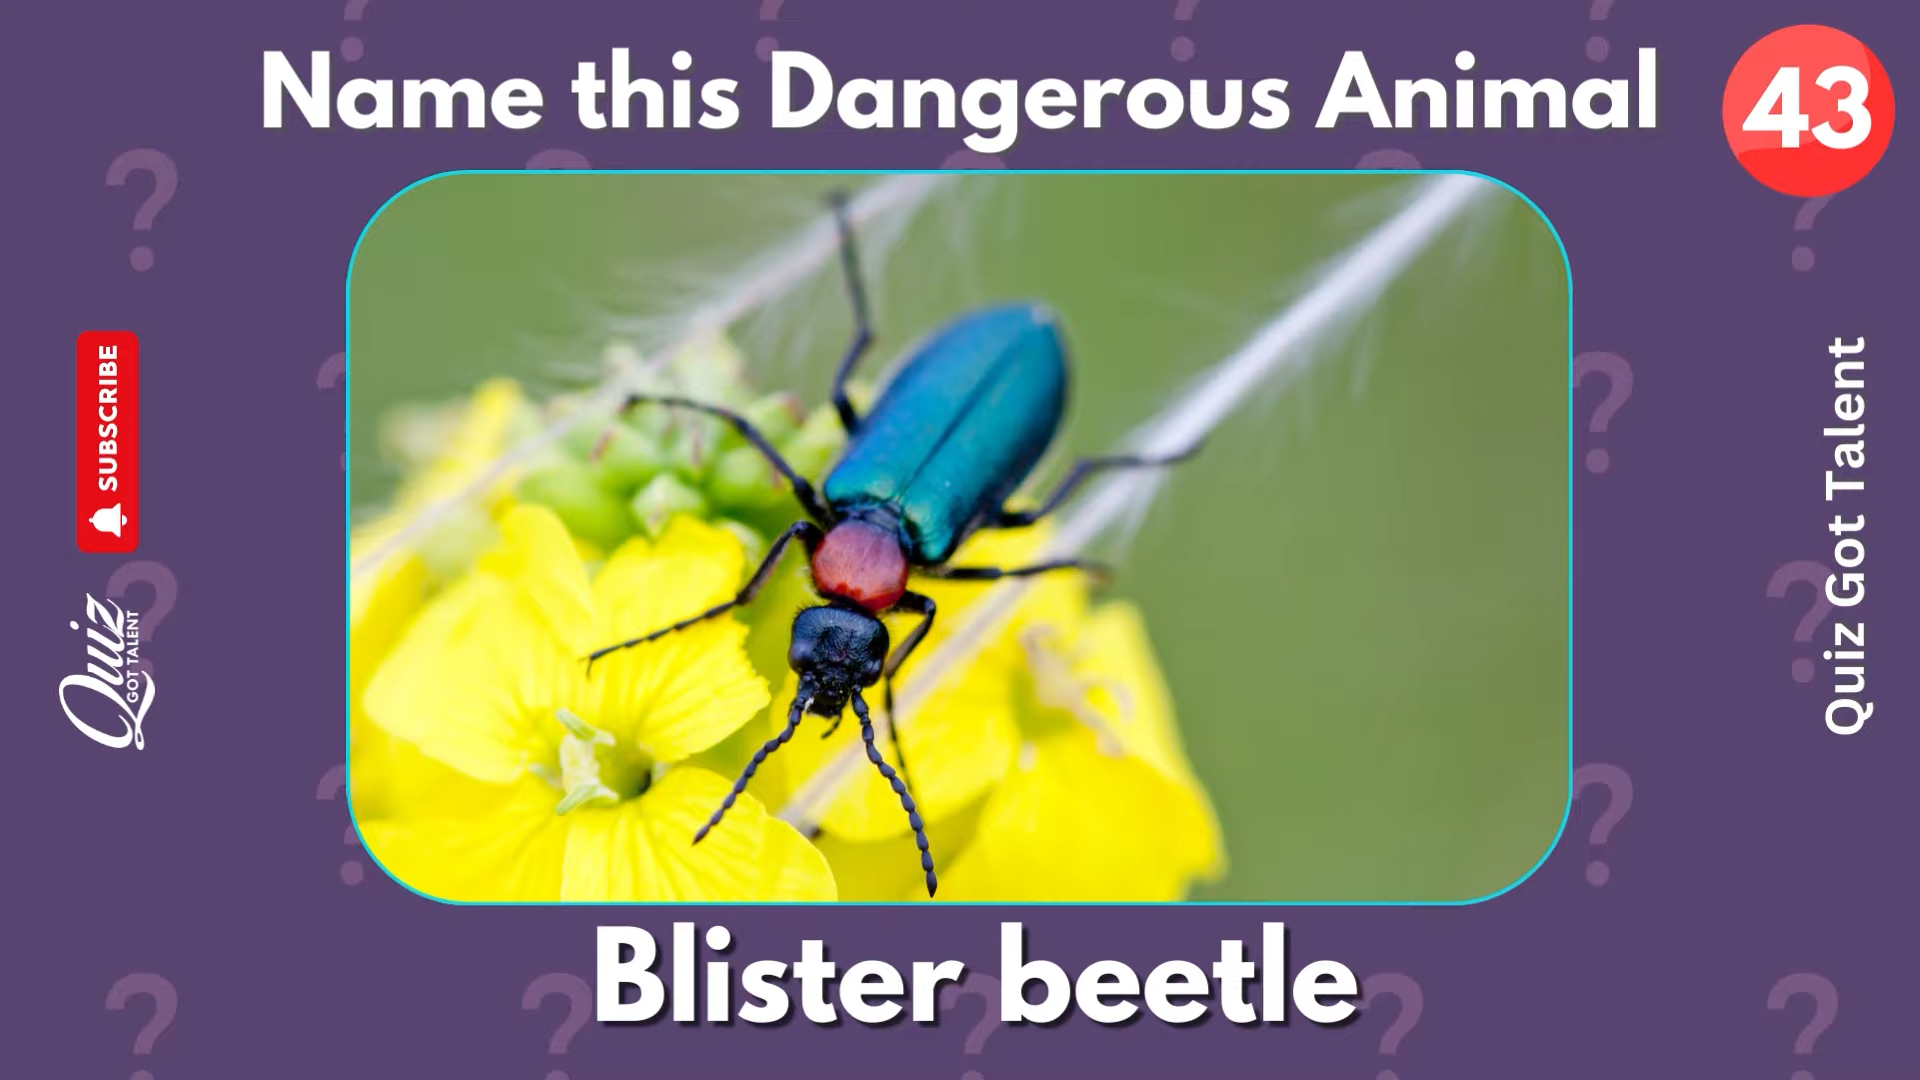 Name this Dangerous Animal
43
SUBSCRIBE
Quiz
GOT TALENT
Quiz Got Talent
Blister beetle